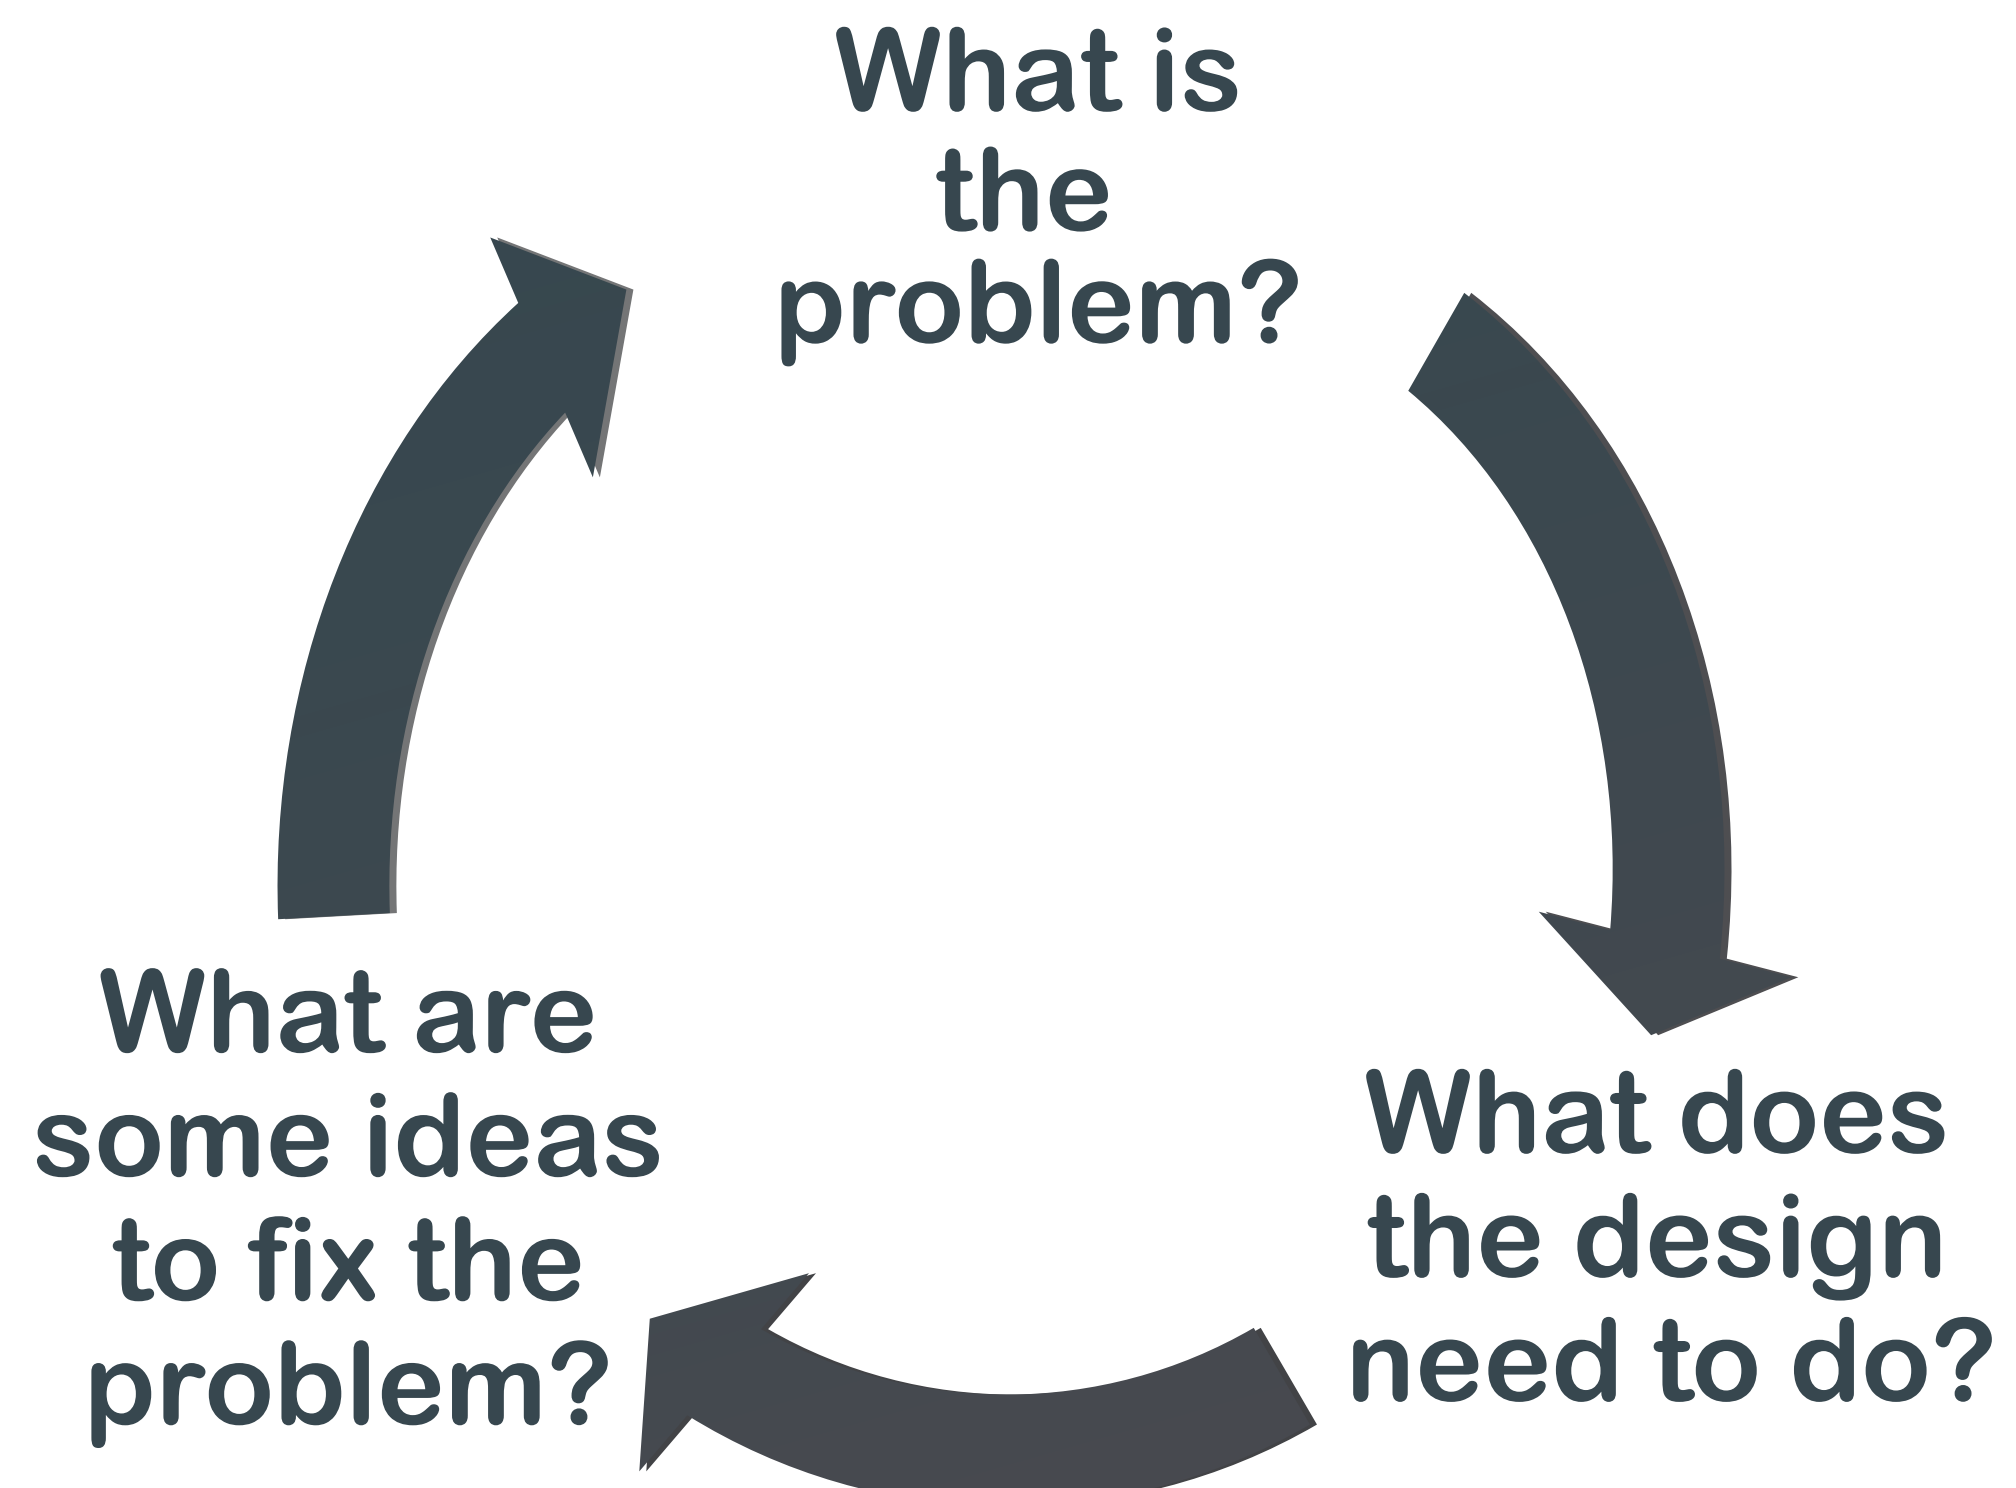 What is
the
problem?
What does
the design
need to do?
What are
some ideas
to fix the
problem?